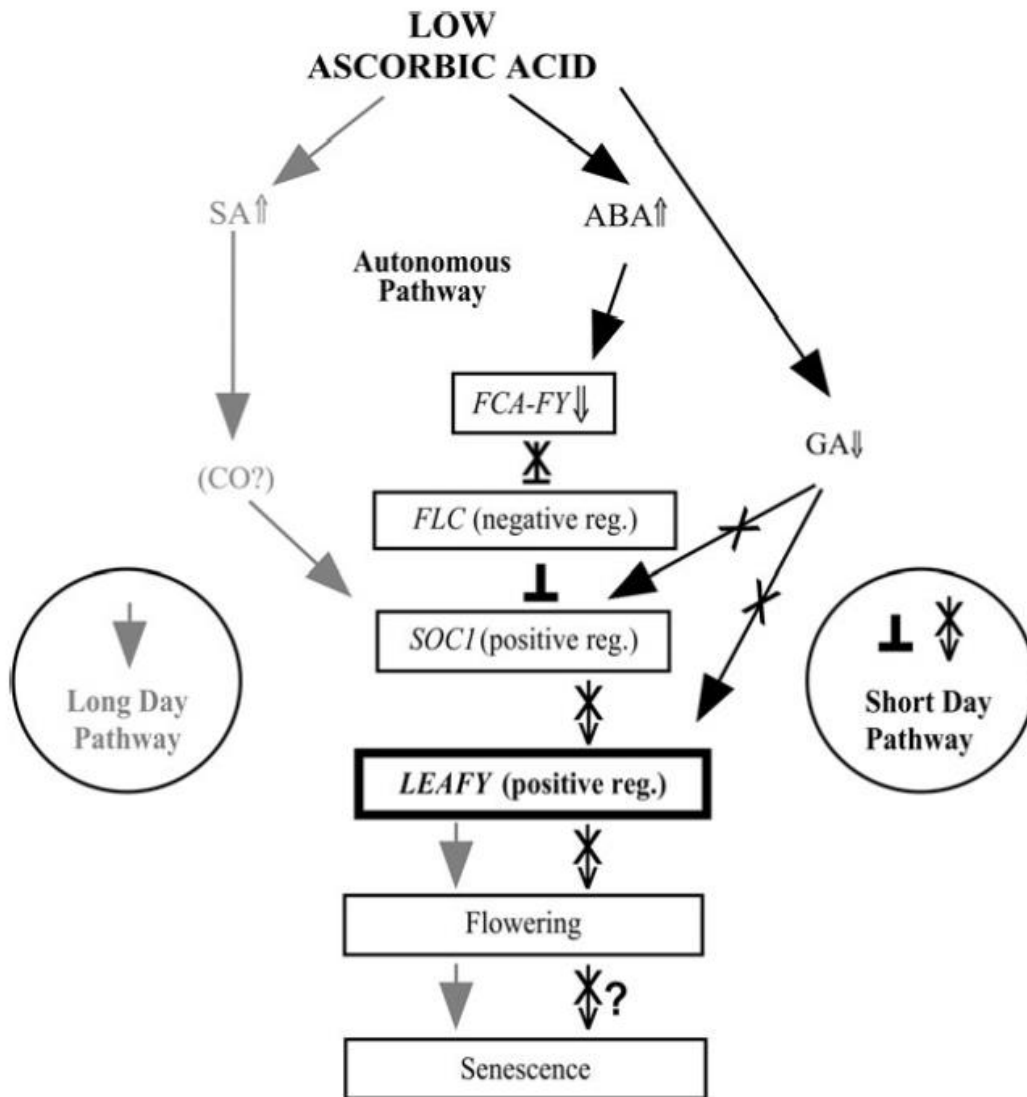 LOW
ASCORBIC ACID
SA⇑
ABA⇑
Autonomous
Pathway
FCA-FY⇓
GA⇓
(CO?)
FLC (negative reg.)
SOC1 (positive reg.)
Long Day
Pathway
Short Day
Pathway
LEAFY (positive reg.)
Flowering
?
Senescence